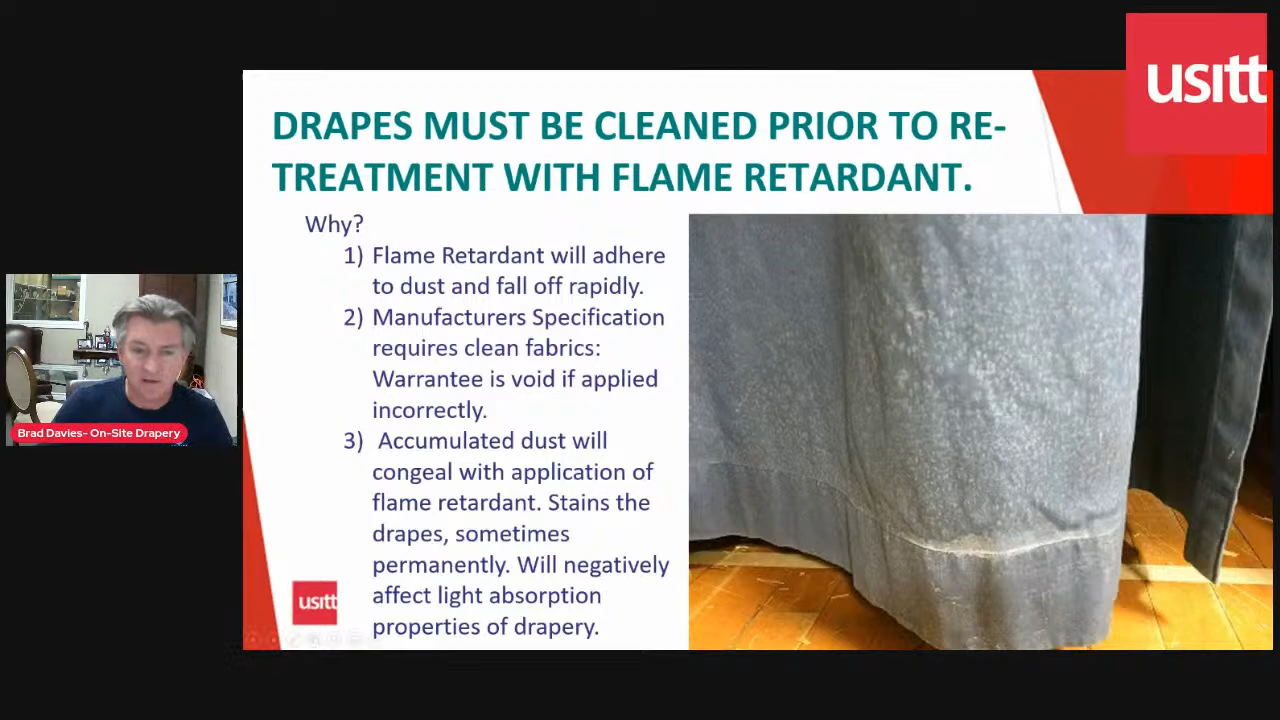 usitt
DRAPES MUST BE CLEANED PRIOR TO RE-
TREATMENT WITH FLAME RETARDANT.
Why?
1) Flame Retardant will adhere
to dust and fall off rapidly.
2) Manufacturers Specification
requires clean fabrics:
Warrantee is void if applied
incorrectly.
3) Accumulated dust will
congeal with application of
flame retardant. Stains the
drapes, sometimes
permanently. Will negatively
affect light absorption
properties of drapery.
Brad Davies- On-Site Drapery
usitt